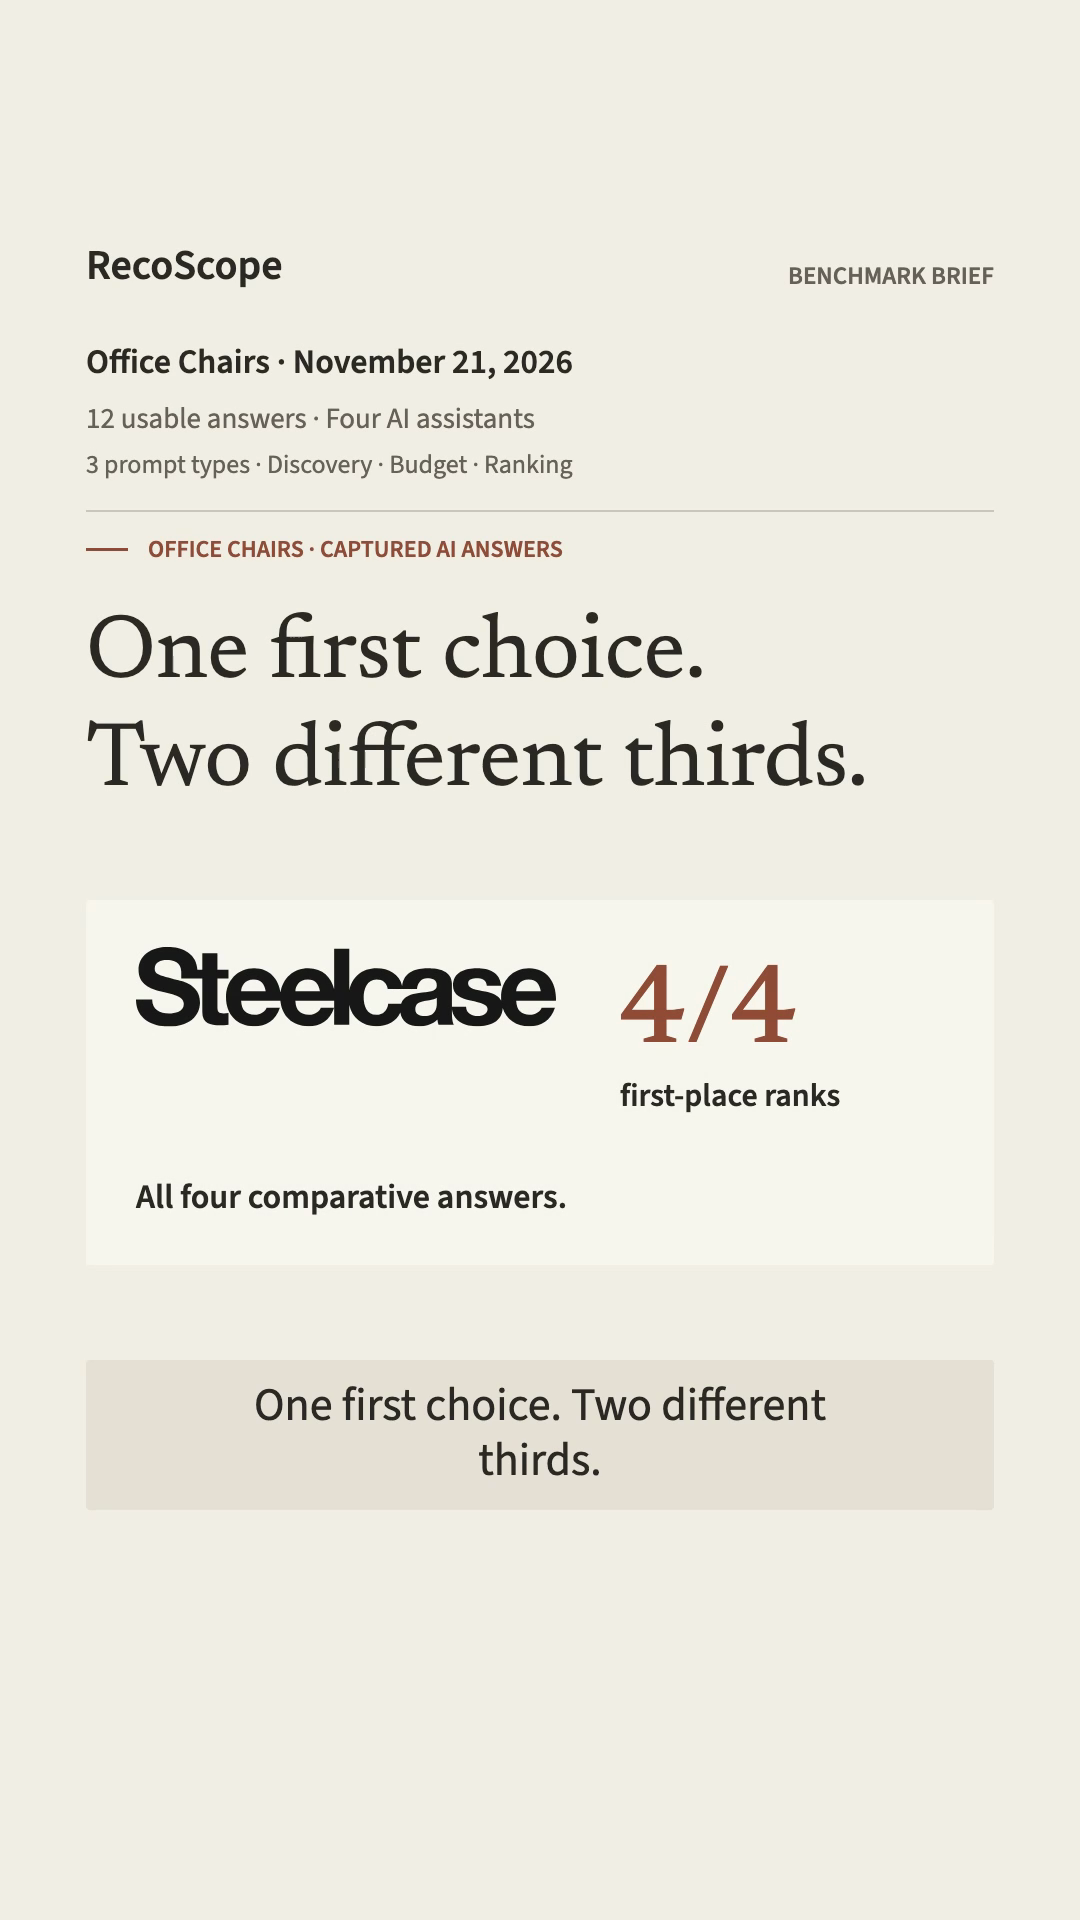 RecoScope
BENCHMARK BRIEF
Office Chairs · November 21, 2026
12 usable answers · Four AI assistants
3 prompt types · Discovery · Budget · Ranking
OFFICE CHAIRS · CAPTURED AI ANSWERS
One first choice.
Two different thirds.
Steelcase
4/4
first-place ranks
All four comparative answers.
One first choice. Two different
thirds.